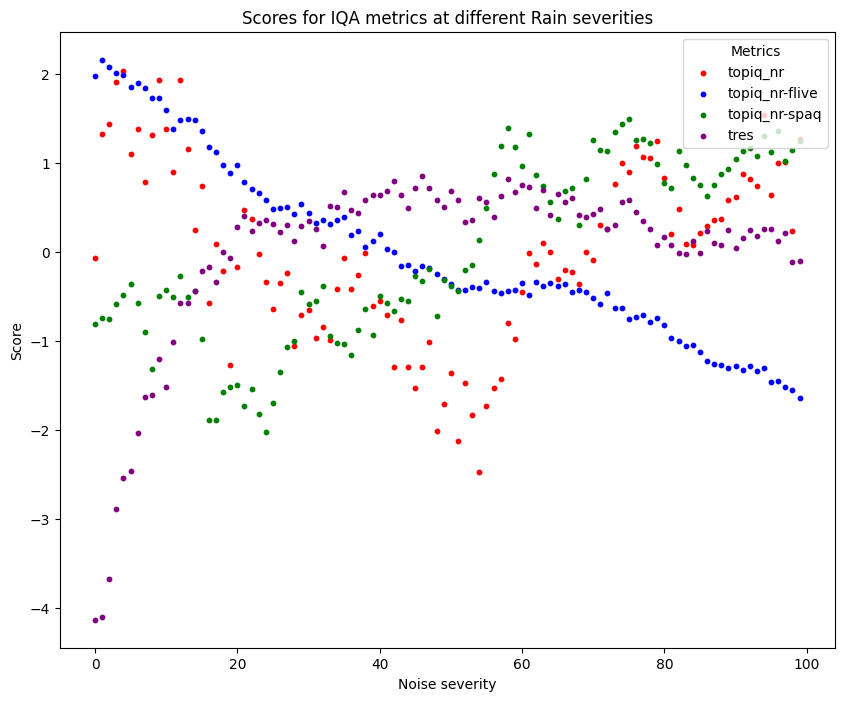 Scores for IQA metrics at different Rain severities
Metrics
topiq_nr
topiq_nr-flive
topiq_nr-spaq
tres
2
1
0
−1
−2
−3
−4
Score
0 20 40 60 80 100
Noise severity